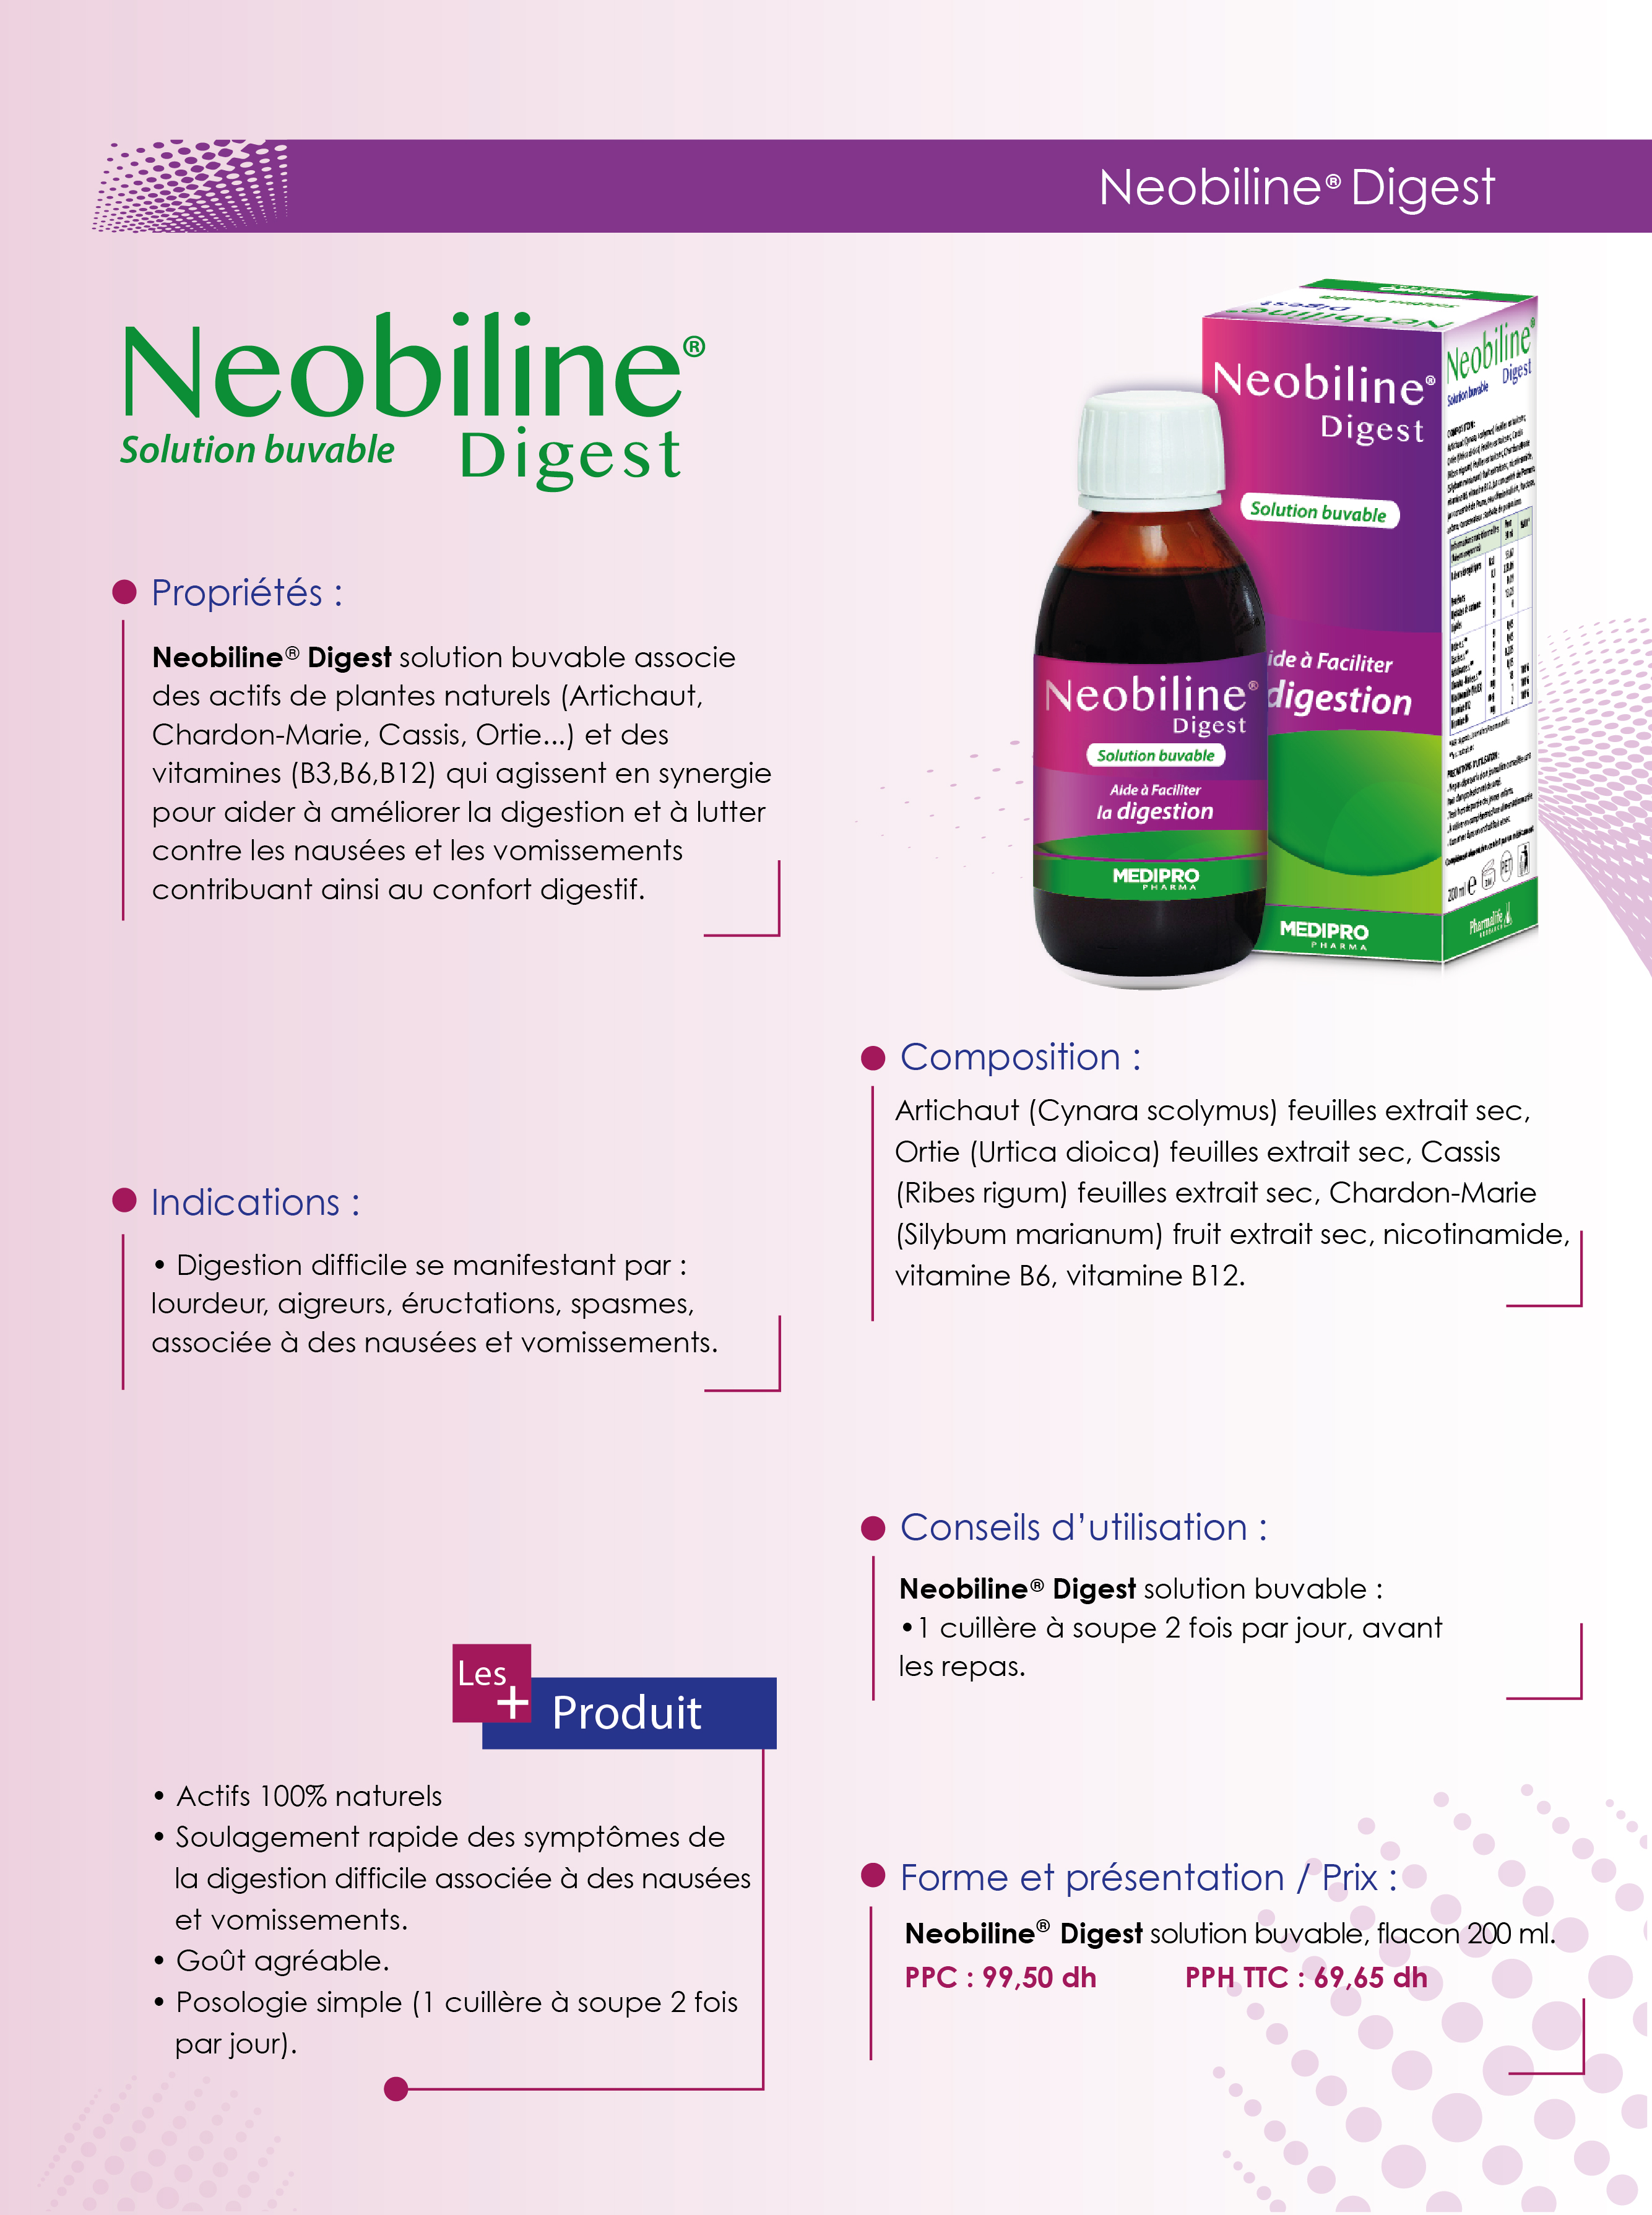 Neobiline® Digest
Neobiline®
Solution buvable Digest
Propriétés :
Neobiline® Digest solution buvable associie
des actifs de plantes naturels (Artichaut,
Chardon-Marie, Cassis, Ortie...) et des
vitamines (B3,B6,B12) qui agissent en synergie
pour aider à améliorer la digestion et à lutter
contre les nausées et les vomissements
contribuant ainsi au confort digestif.
Indications :
• Digestion difficile se manifestant par :
lourdeur, aigreurs, éructations, spasmes,
associée à des nausées et vomissements.
Les + Produit
• Actifs 100% naturels
• Soulagement rapide des symptômes de
la digestion difficile associée à des nausées
et vomissements.
• Goût agréable.
• Posologie simple (1 cuillère à soupe 2 fois
par jour).
Neobiline®
Digest
Solution buvable
ide à Faciliter
digestion
MEDIPRO
PHARMA
Neobiline®
Digest
Solution buvable
Aide à Faciliter
la digestion
MEDIPRO
PHARMA
Neobiline®
Solution buvable Digest
200 ml e
Pharmalife
RESEARCH
Composition :
Artichaut (Cynara scolymus) feuilles extrait sec,
Ortie (Urtica dioica) feuilles extrait sec, Cassis
(Ribes rigum) feuilles extrait sec, Chardon-Marie
(Silybum marianum) fruit extrait sec, nicotinamide,
vitamine B6, vitamine B12.
Conseils d’utilisation :
Neobiline® Digest solution buvable :
•1 cuillère à soupe 2 fois par jour, avant
les repas.
Forme et présentation / Prix :
Neobiline® Digest solution buvable, flacon 200 ml.
PPC : 99,50 dh PPH TTC : 69,65 dh